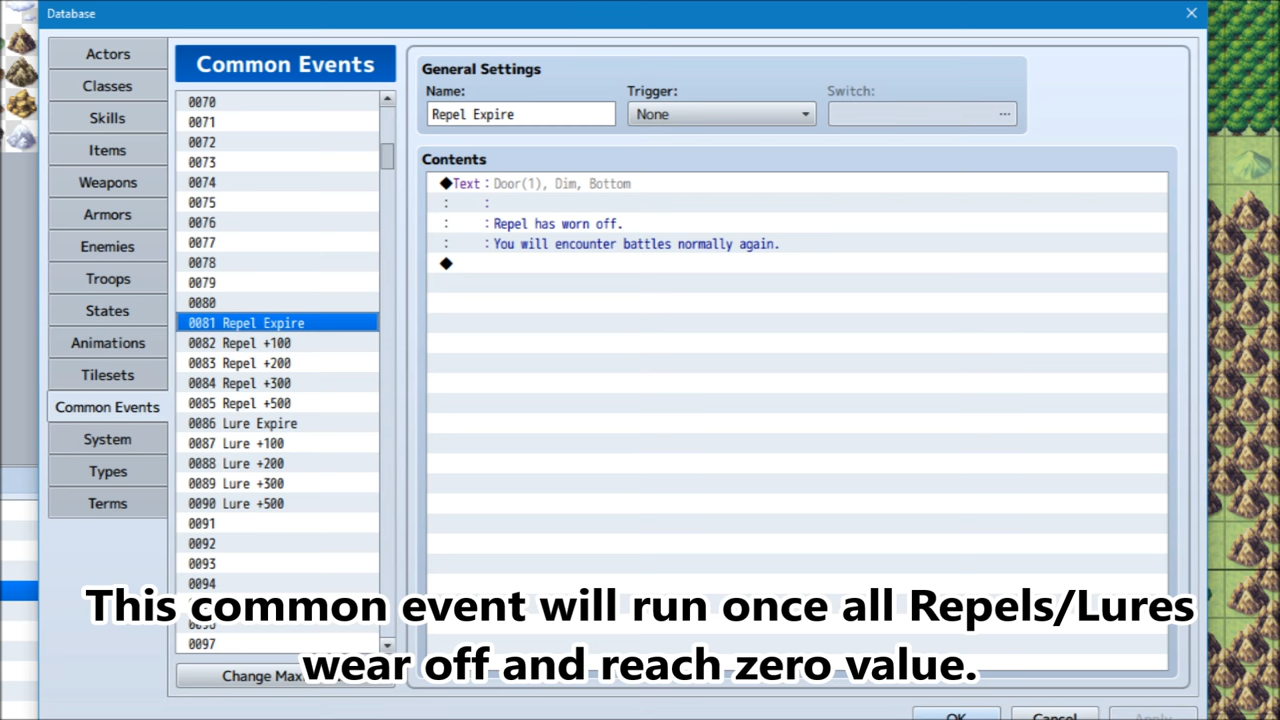 Database
Actors
Classes
Skills
Items
Weapons
Armors
Enemies
Troops
States
Animations
Tilesets
Common Events
System
Types
Terms
Common Events
0070
0071
0072
0073
0074
0075
0076
0077
0078
0079
0080
0081 Repel Expire
0082 Repel +100
0083 Repel +200
0084 Repel +300
0085 Repel +500
0086 Lure Expire
0087 Lure +100
0088 Lure +200
0089 Lure +300
0090 Lure +500
0091
0092
0093
0094
0097
General Settings
Name:
Trigger:
Switch:
Repel Expire
None
...
Contents
◆Text : Door(1), Dim, Bottom
: :
: : Repel has worn off.
: : You will encounter battles normally again.
◆
This common event will run once all Repels/Lures
wear off and reach zero value.
OK
Cancel
Apply